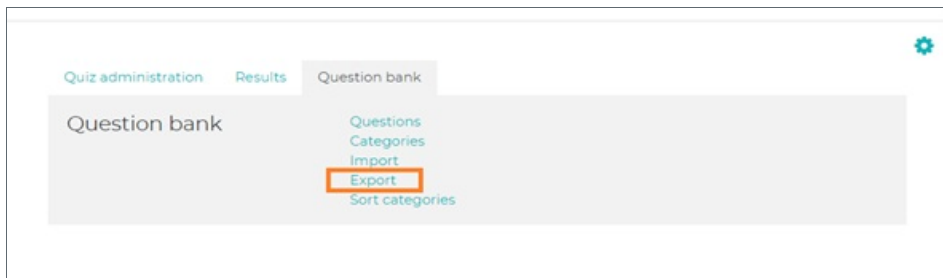 Quiz administration Results Question bank
Question bank
Questions
Categories
Import
Export
Sort categories